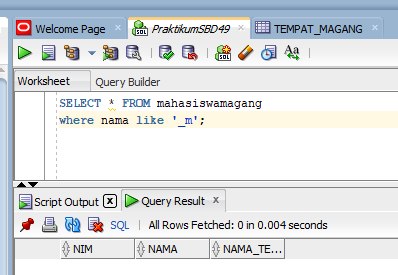 Welcome Page
PraktikumSBD49
TEMPAT_MAGANG
Worksheet
Query Builder
SELECT * FROM mahasiswamagang
where nama like '_m';
Script Output
Query Result
SQL
All Rows Fetched: 0 in 0.004 seconds
NIM
NAMA
NAMA_TE...